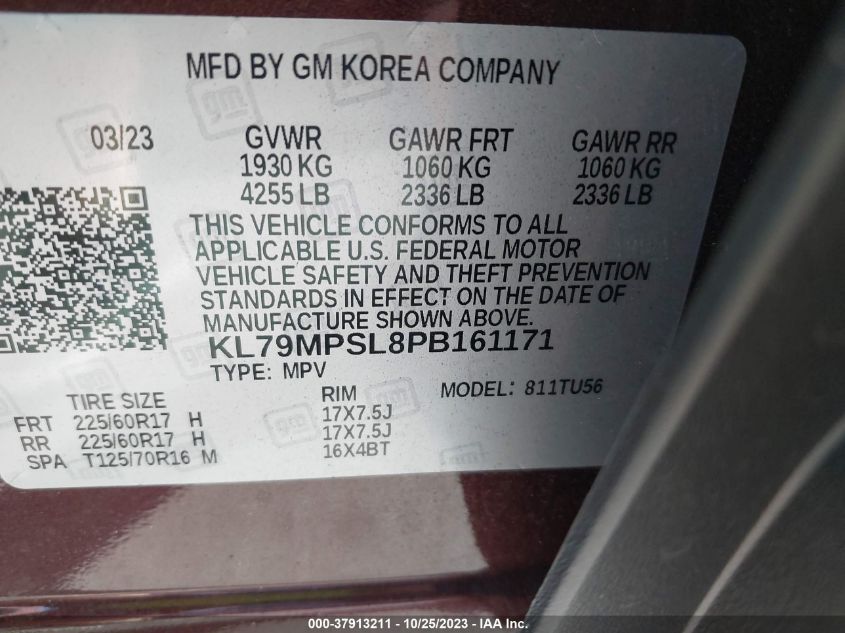 MFD BY GM KOREA COMPANY
03/23 GVWR GAWR FRT GAWR RR
1930 KG 1060 KG 1060 KG
4255 LB 2336 LB 2336 LB
THIS VEHICLE CONFORMS TO ALL
APPLICABLE U.S. FEDERAL MOTOR
VEHICLE SAFETY AND THEFT PREVENTION
STANDARDS IN EFFECT ON THE DATE OF
MANUFACTURE SHOWN ABOVE.
KL79MPSL8PB161171
TYPE: MPV MODEL: 811TU56
TIRE SIZE RIM
FRT 225/60R17 H 17X7.5J
RR 225/60R17 H 17X7.5J
SPA T125/70R16 M 16X4BT
000-37913211 - 10/25/2023 - IAA Inc.